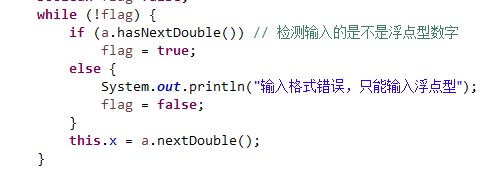 while (!flag) {
if (a.hasNextDouble()) // 检测输入的是不是浮点型数字
flag = true;
else {
System.out.println("输入格式错误，只能输入浮点型");
flag = false;
}
this.x = a.nextDouble();
}